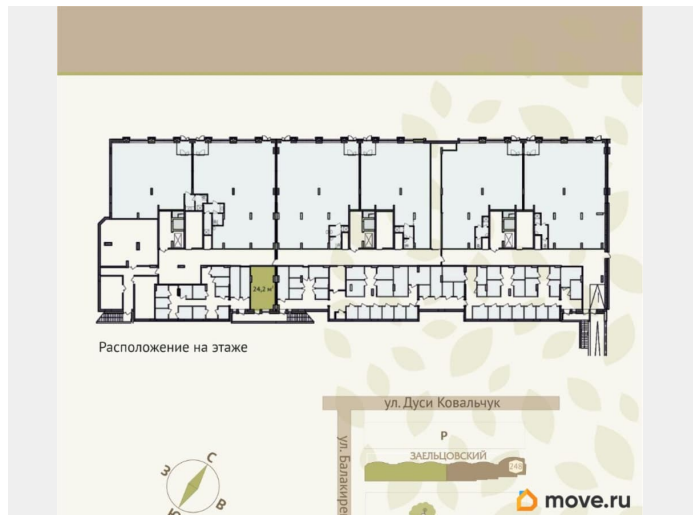 24,2 м²
Расположение на этаже
ул. Дуси Ковальчук
ул. Балакире
Р
ЗАЕЛЬЦОВСКИЙ
248
С
З
В
Ю
move.ru